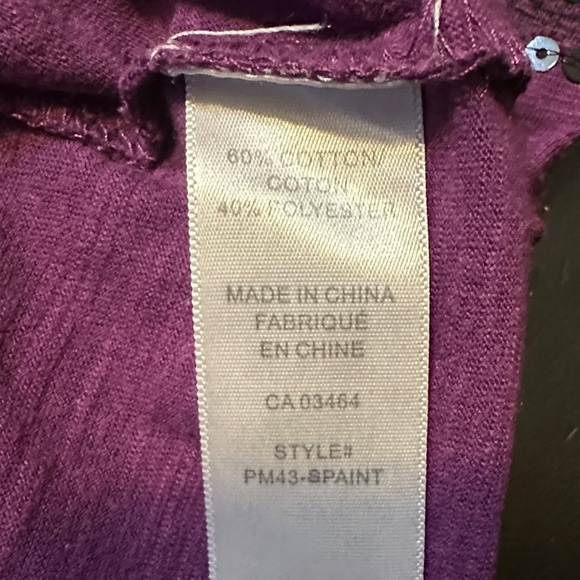 60% COTTON/
COTON
40% POLYESTER
MADE IN CHINA
FABRIQUÉ
EN CHINE
CA 03464
STYLE#
PM43-SPAINT